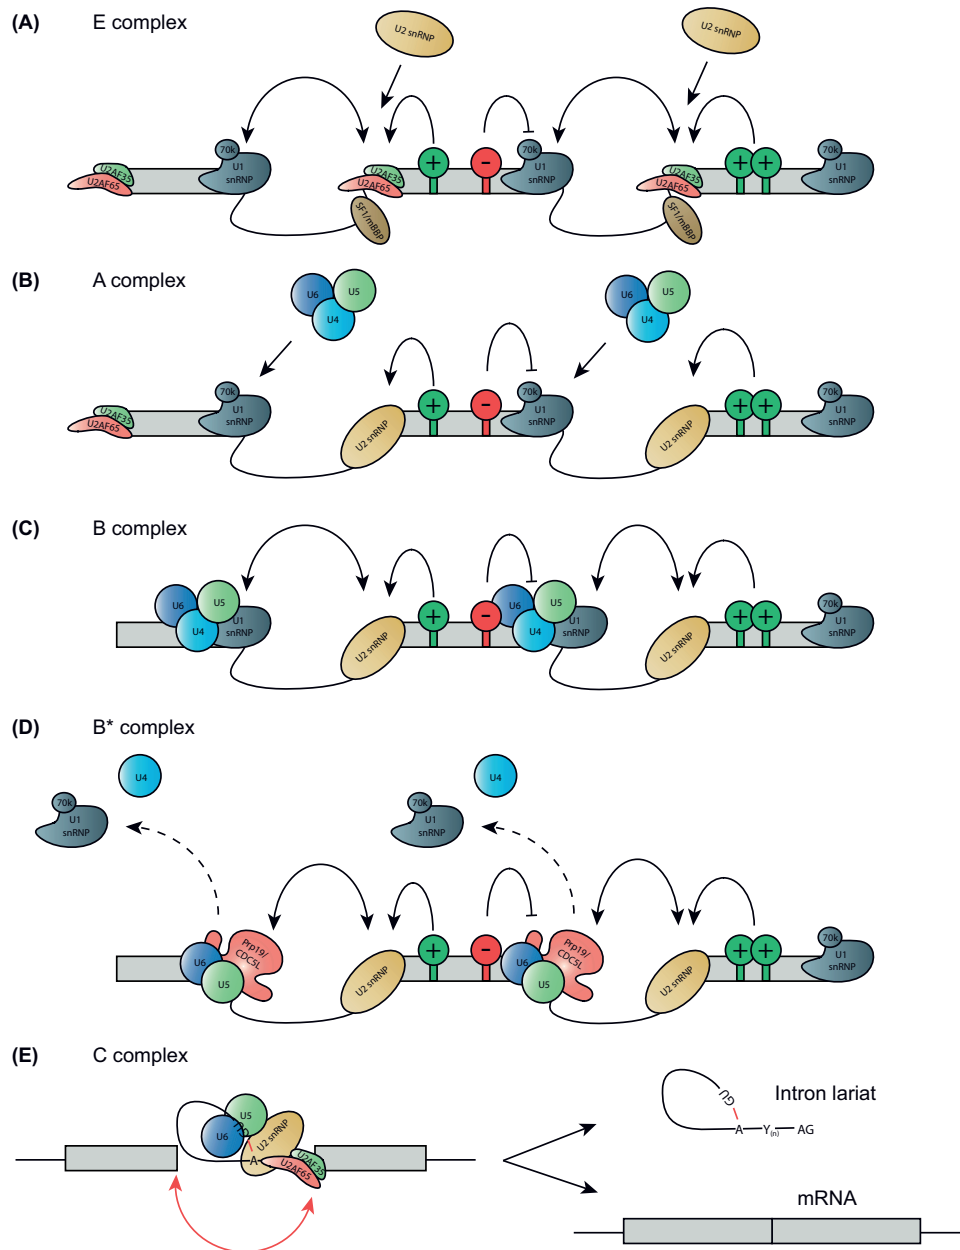 (A) E complex
U2 snRNP
U2 snRNP
U2AF35
U2AF65
70k
U1
snRNP
U2AF35
U2AF65
SF1/mBBP
+
-
70k
U1
snRNP
U2AF35
U2AF65
SF1/mBBP
+ +
70k
U1
snRNP
(B) A complex
U6
U5
U4
U6
U5
U4
U2AF35
U2AF65
70k
U1
snRNP
U2 snRNP
+
-
70k
U1
snRNP
U2 snRNP
+ +
70k
U1
snRNP
(C) B complex
U6
U5
U4
U1
snRNP
U2 snRNP
+
-
U6
U5
U4
U1
snRNP
U2 snRNP
+ +
70k
U1
snRNP
(D) B* complex
U4
70k
U1
snRNP
U4
70k
U1
snRNP
U6
U5
Prp19/
CDC5L
U2 snRNP
+
-
U6
U5
Prp19/
CDC5L
U2 snRNP
+ +
70k
U1
snRNP
(E) C complex
U5
U6
GU
U2 snRNP
A
U2AF35
U2AF65
GU
Intron lariat
A Y(n) AG
mRNA